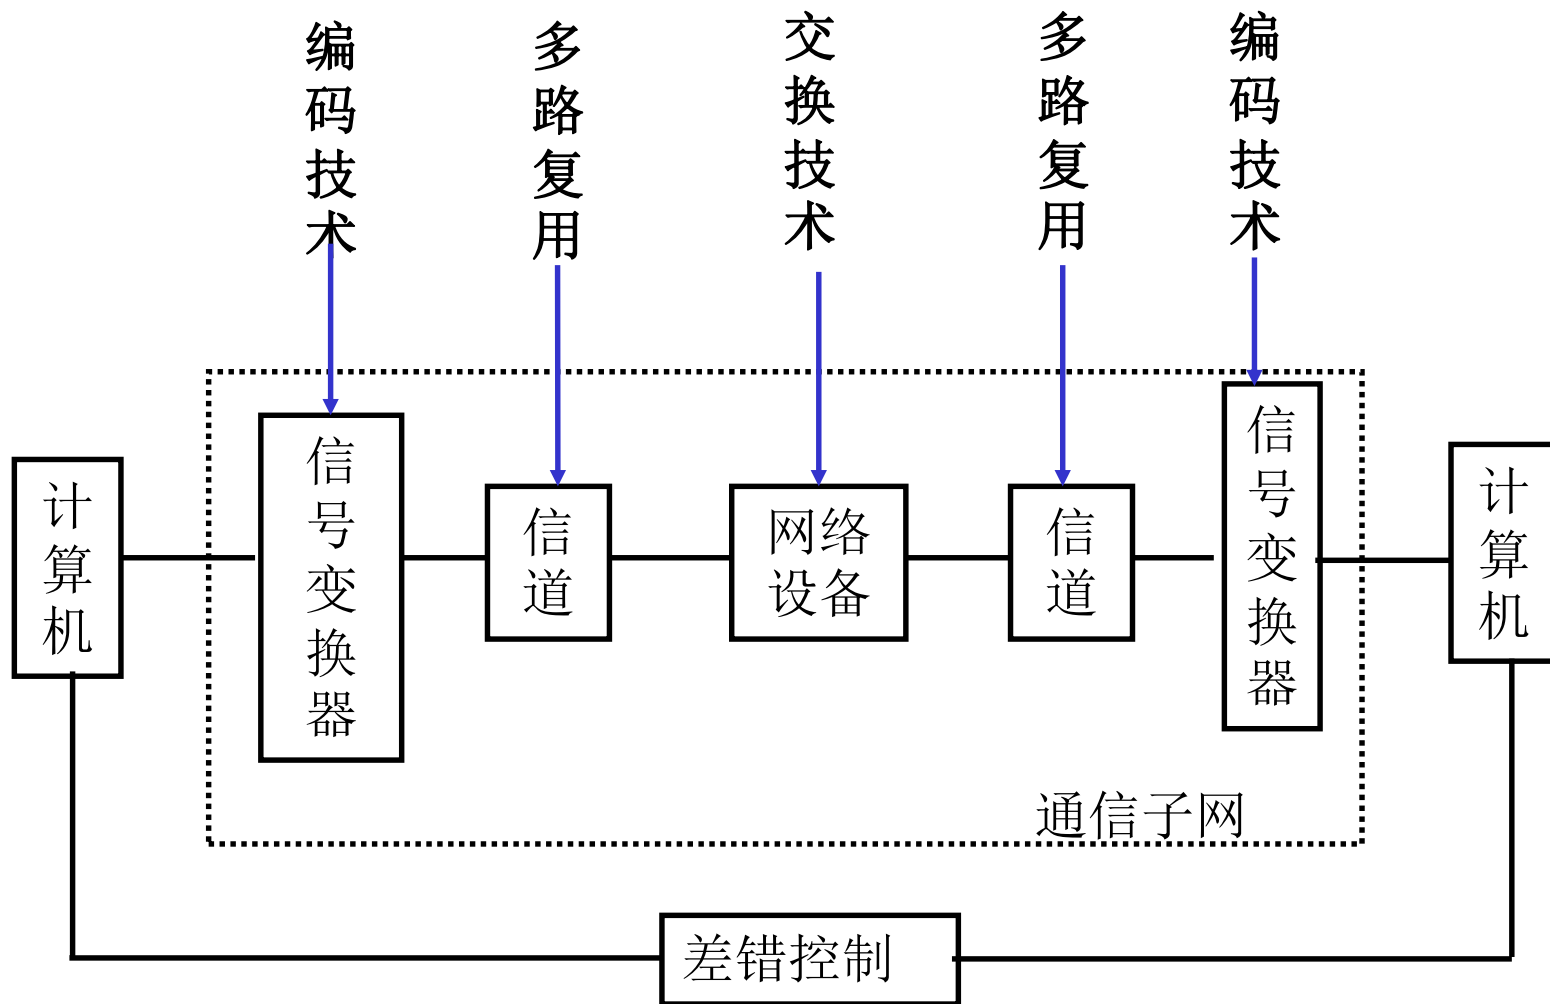 编码技术
多路复用
交换技术
多路复用
编码技术
计算机
信号变换器
信道
网络
设备
信道
信号变换器
计算机
通信子网
差错控制